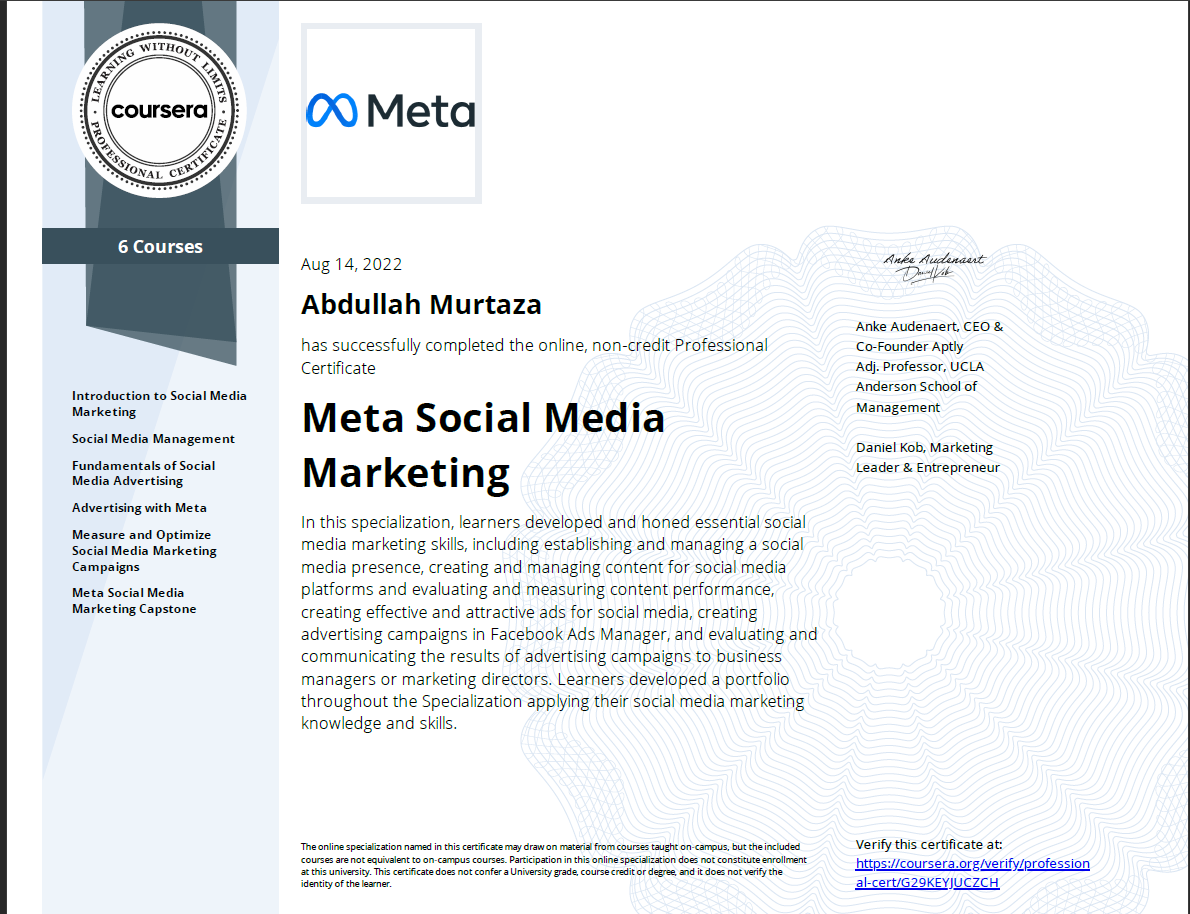 LEARNING WITHOUT LIMITS
coursera
PROFESSIONAL CERTIFICATE
6 Courses
Introduction to Social Media
Marketing
Social Media Management
Fundamentals of Social
Media Advertising
Advertising with Meta
Measure and Optimize
Social Media Marketing
Campaigns
Meta Social Media
Marketing Capstone
Meta
Aug 14, 2022
Abdullah Murtaza
has successfully completed the online, non-credit Professional
Certificate
Meta Social Media
Marketing
In this specialization, learners developed and honed essential social
media marketing skills, including establishing and managing a social
media presence, creating and managing content for social media
platforms and evaluating and measuring content performance,
creating effective and attractive ads for social media, creating
advertising campaigns in Facebook Ads Manager, and evaluating and
communicating the results of advertising campaigns to business
managers or marketing directors. Learners developed a portfolio
throughout the Specialization applying their social media marketing
knowledge and skills.
The online specialization named in this certificate may draw on material from courses taught on-campus, but the included
courses are not equivalent to on-campus courses. Participation in this online specialization does not constitute enrollment
at this university. This certificate does not confer a University grade, course credit or degree, and it does not verify the
identity of the learner.
Anke Audenaert
Daniel Kob
Anke Audenaert, CEO &
Co-Founder Aptly
Adj. Professor, UCLA
Anderson School of
Management
Daniel Kob, Marketing
Leader & Entrepreneur
Verify this certificate at:
https://coursera.org/verify/profession
al-cert/G29KEYJUCZCH